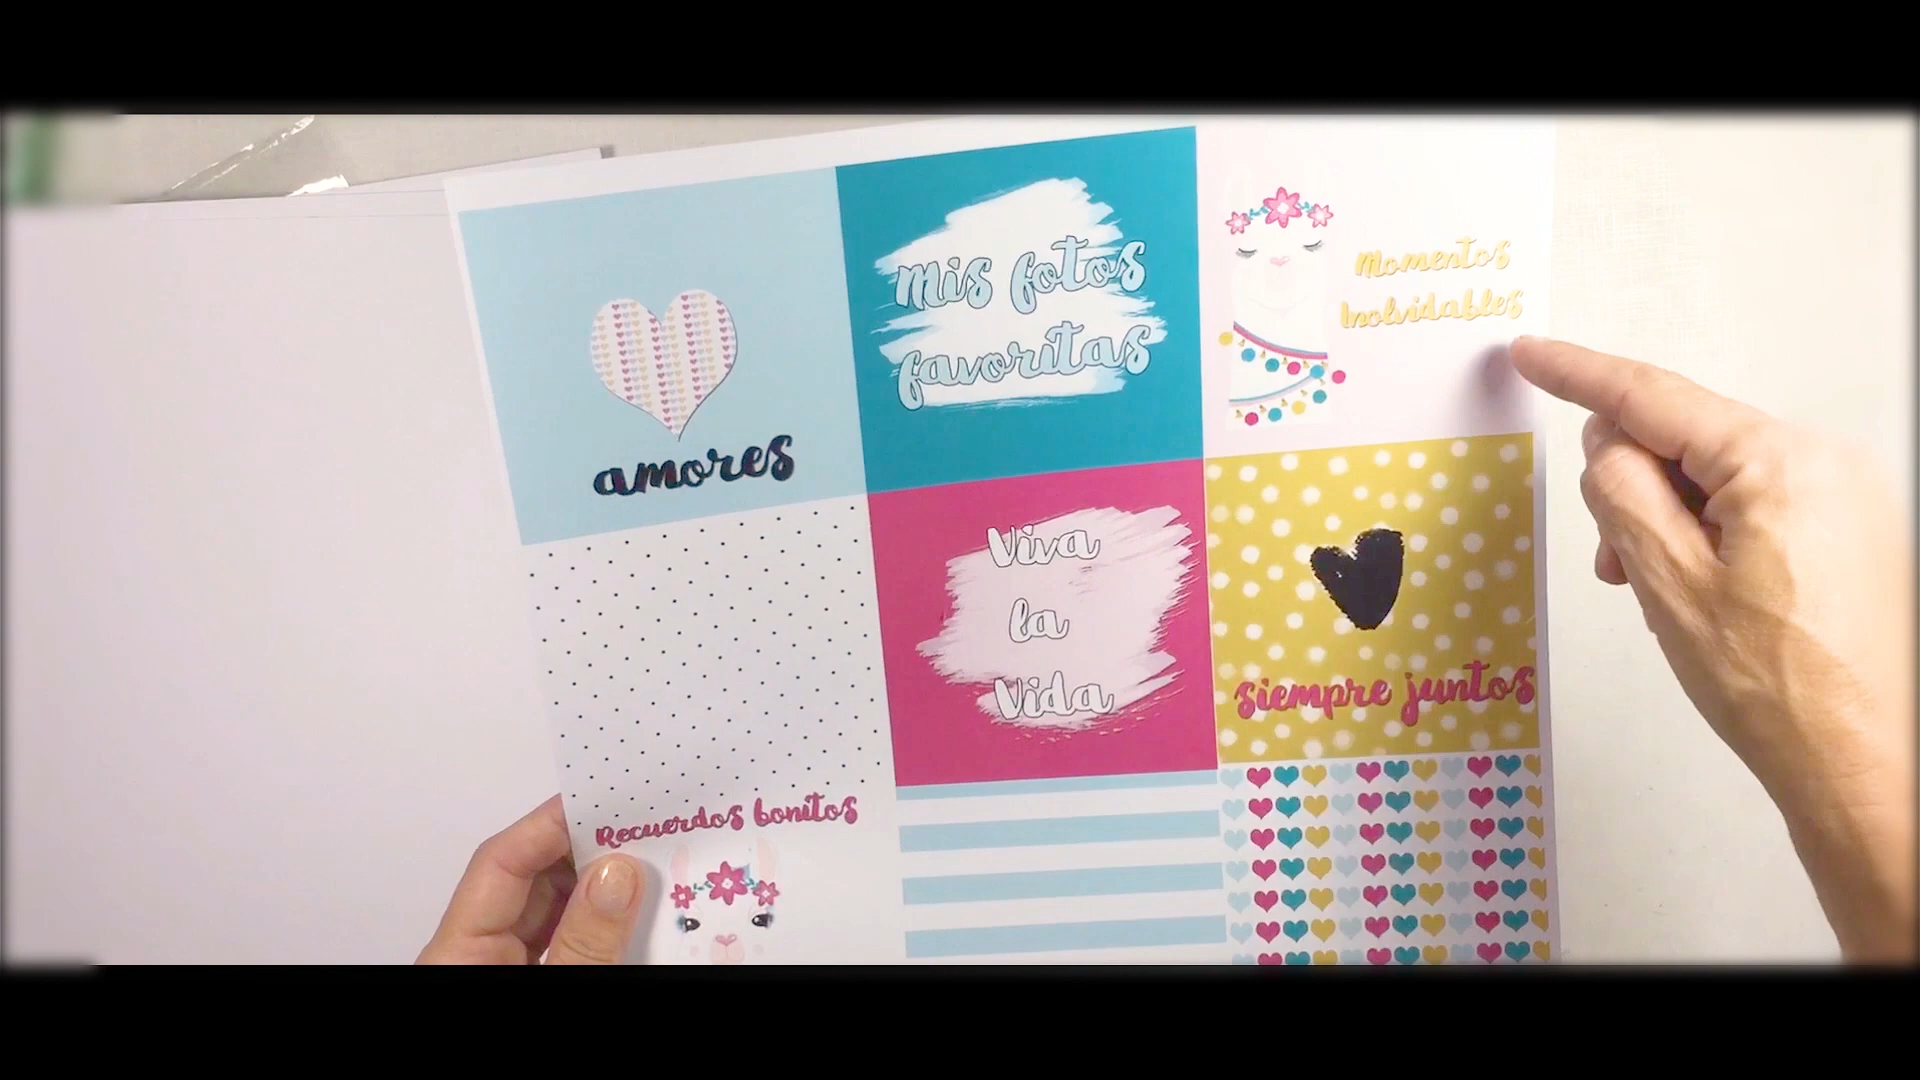 amores
Mis fotos
favoritas
Momentos
Inolvidables
Recuerdos bonitos
Viva
la
Vida
siempre juntos